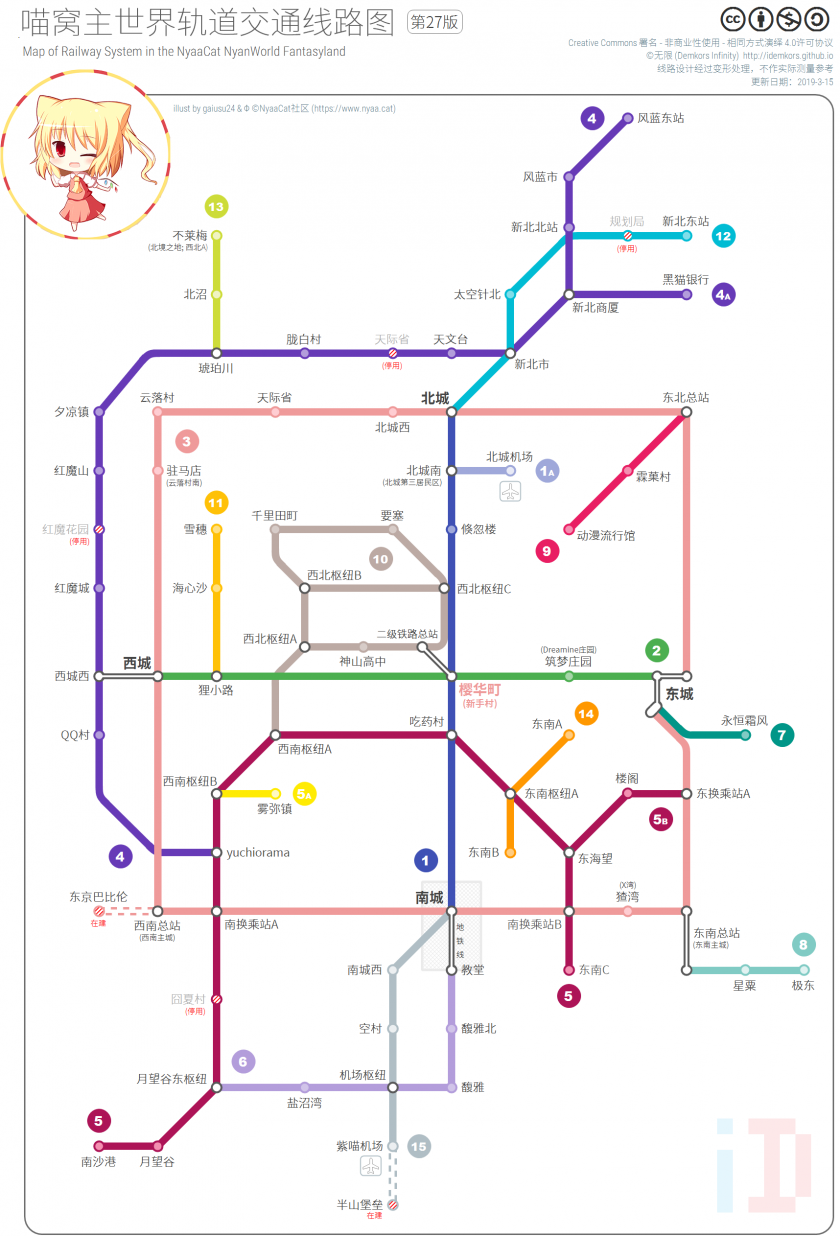 喵窝主世界轨道交通线路图 第27版
Map of Railway System in the NyaaCat NyanWorld Fantasyland
cc
Creative Commons 署名 - 非商业性使用 - 相同方式演绎 4.0许可协议
©无限 (Demkors Infinity) http://idemkors.github.io
线路设计经过变形处理，不作实际测量参考
更新日期：2019-3-15
illust by gaiusu24 & Φ ©NyaaCat社区 (https://www.nyaa.cat)
4
风蓝东站
风蓝市
13
不莱梅
(北境之地; 西北A)
新北北站
规划局
(停用)
新北东站
12
北沼
太空针北
黑猫银行
4A
新北商厦
琥珀川
胧白村
天际省
(停用)
天文台
新北市
夕凉镇
云落村
天际省
北城西
北城
东北总站
3
红魔山
驻马店
(云落村南)
北城南
(北城第三居民区)
北城机场
1A
霖菓村
11
红魔花园
(停用)
雪穗
千里田町
要塞
倏忽楼
动漫流行馆
9
10
红魔城
海心沙
西北枢纽B
西北枢纽C
西北枢纽A
神山高中
二级铁路总站
(Dreamine庄园)
筑梦庄园
2
西城
西城西
狸小路
樱华町
(新手村)
东城
QQ村
西南枢纽A
吃药村
东南A
14
永恒霜风
7
西南枢纽B
5A
雾弥镇
东南枢纽A
楼阁
东换乘站A
5B
4
yuchiorama
1
东南B
东海望
东京巴比伦
在建
西南总站
(西南主城)
南换乘站A
南城
南换乘站B
(X湾)
猹湾
地
铁
线
东南总站
(东南主城)
8
南城西
教堂
东南C
5
星粟
极东
囧夏村
(停用)
空村
馥雅北
6
月望谷东枢纽
盐沼湾
机场枢纽
馥雅
5
南沙港
月望谷
紫喵机场
15
半山堡垒
在建
iD